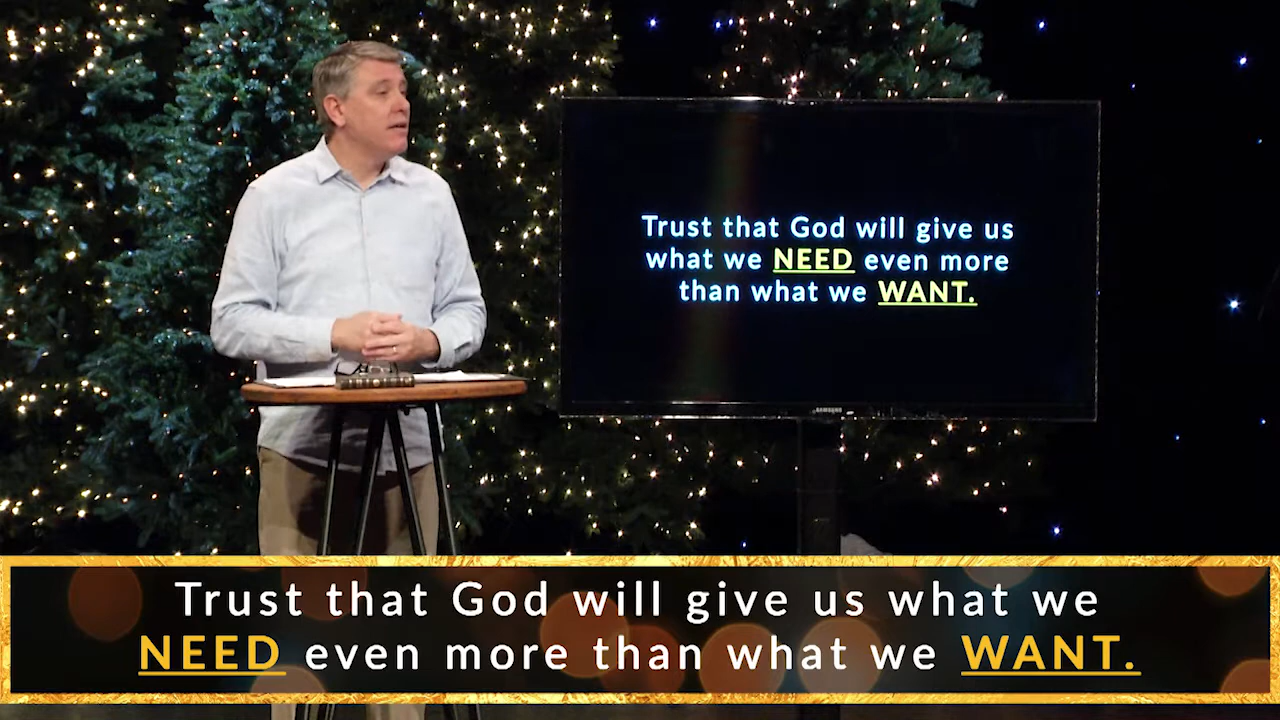 Trust that God will give us
what we NEED even more
than what we WANT.
SAMSUNG
Trust that God will give us what we
NEED even more than what we WANT.